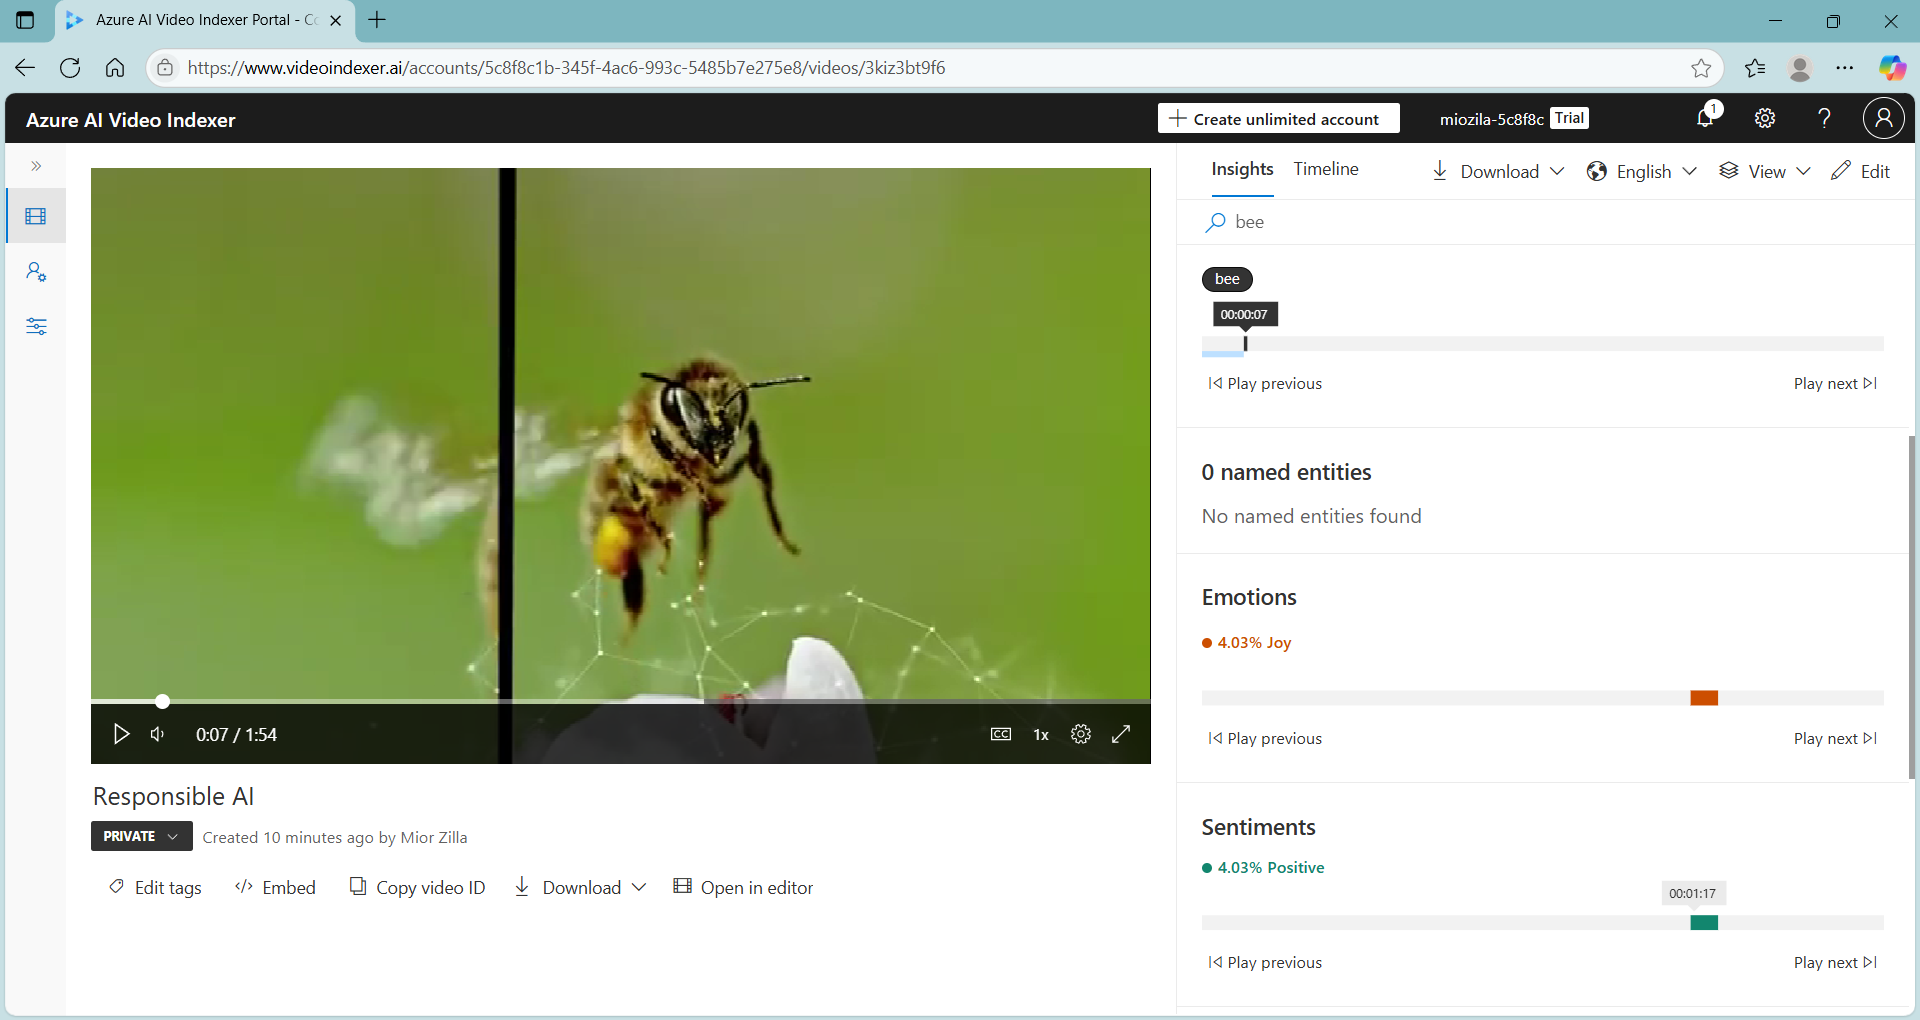 Azure AI Video Indexer Portal - Co
https://www.videoindexer.ai/accounts/5c8f8c1b-345f-4ac6-993c-5485b7e275e8/videos/3kiz3bt9f6
Azure AI Video Indexer
Create unlimited account
miozila-5c8f8c Trial
1
Insights Timeline
Download English View Edit
bee
bee
00:00:07
Play previous Play next
0 named entities
No named entities found
Emotions
4.03% Joy
Play previous Play next
Sentiments
4.03% Positive
00:01:17
Play previous Play next
0:07 / 1:54
CC 1x
Responsible AI
PRIVATE Created 10 minutes ago by Mior Zilla
Edit tags Embed Copy video ID Download Open in editor